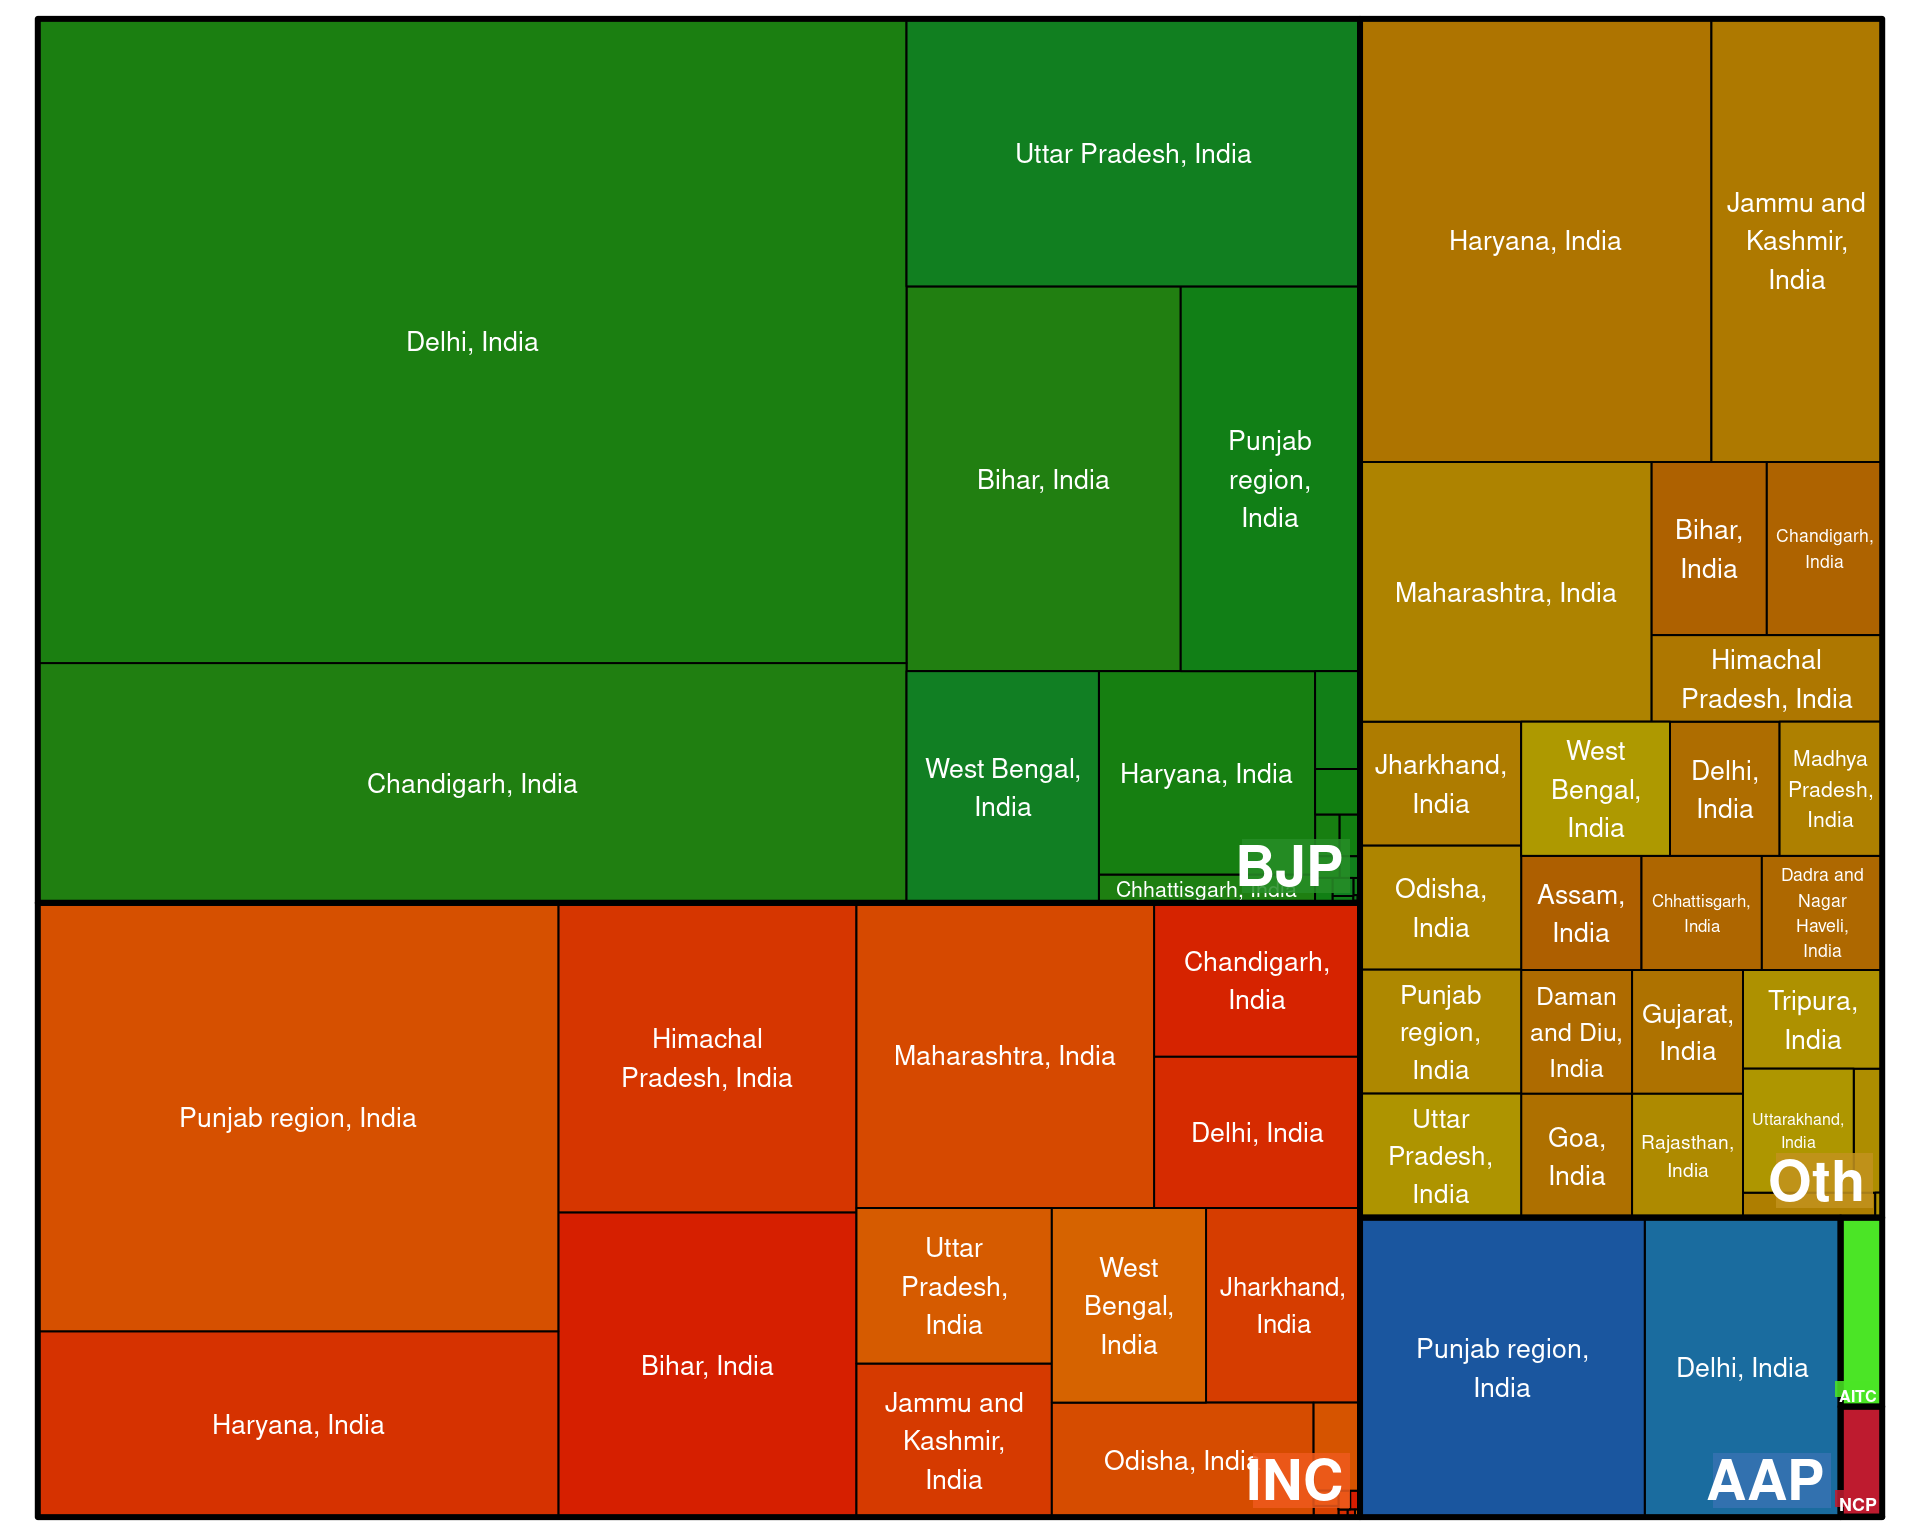 Delhi, India
Chandigarh, India
Uttar Pradesh, India
Bihar, India
Punjab
region,
India
West Bengal,
India
Haryana, India
Chhattisgarh, India
BJP
Punjab region, India
Haryana, India
Himachal
Pradesh, India
Bihar, India
Maharashtra, India
Chandigarh,
India
Delhi, India
Uttar
Pradesh,
India
Jammu and
Kashmir,
India
West
Bengal,
India
Jharkhand,
India
Odisha, India
INC
Haryana, India
Jammu and
Kashmir,
India
Maharashtra, India
Bihar,
India
Chandigarh,
India
Himachal
Pradesh, India
Jharkhand,
India
Odisha,
India
Punjab
region,
India
Uttar
Pradesh,
India
West
Bengal,
India
Delhi,
India
Madhya
Pradesh,
India
Assam,
India
Chhattisgarh,
India
Dadra and
Nagar
Haveli,
India
Daman
and Diu,
India
Gujarat,
India
Goa,
India
Rajasthan,
India
Tripura,
India
Uttarakhand,
India
Oth
Punjab region,
India
Delhi, India
AAP
AITC
NCP